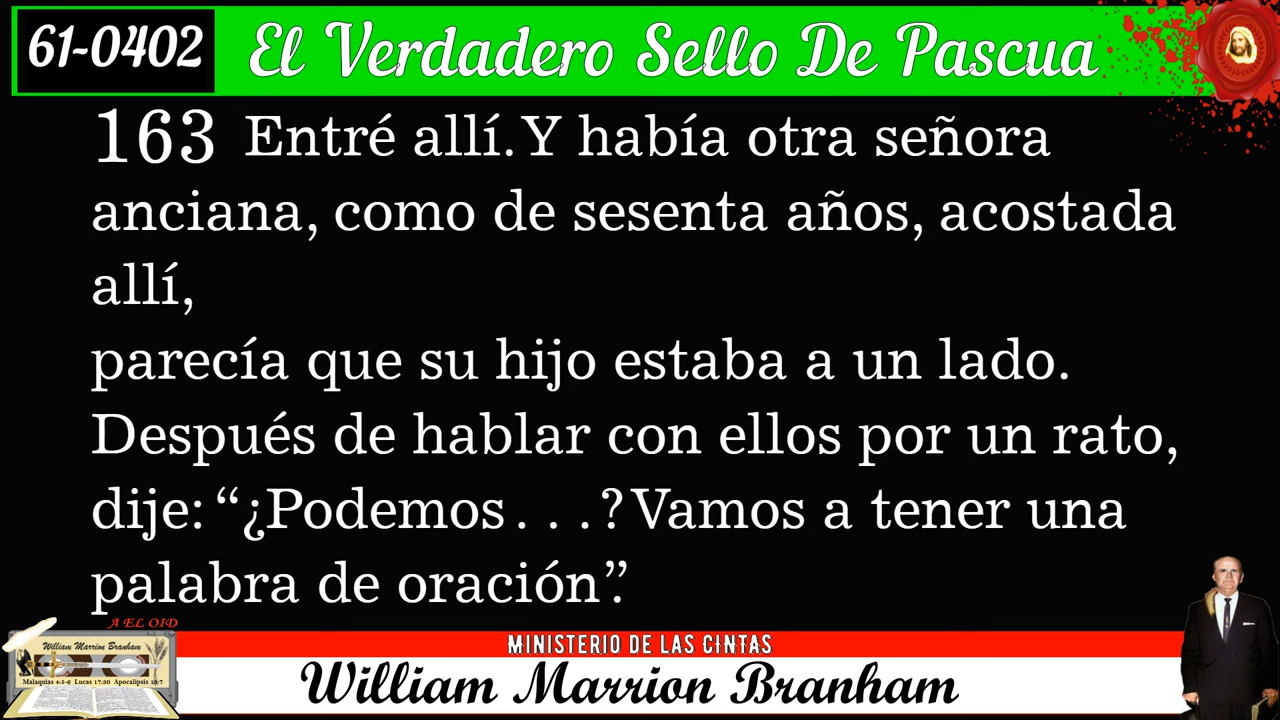 61-0402 El Verdadero Sello De Pascua
163 Entré allí. Y había otra señora
anciana, como de sesenta años, acostada
allí,
parecía que su hijo estaba a un lado.
Después de hablar con ellos por un rato,
dije: “¿Podemos. . .? Vamos a tener una
palabra de oración”.
A EL OID
William Marrion Branham
Malaquias 4:5-6 Lucas 17:30 Apocalipsis 10:7
MINISTERIO DE LAS CINTAS
William Marrion Branham